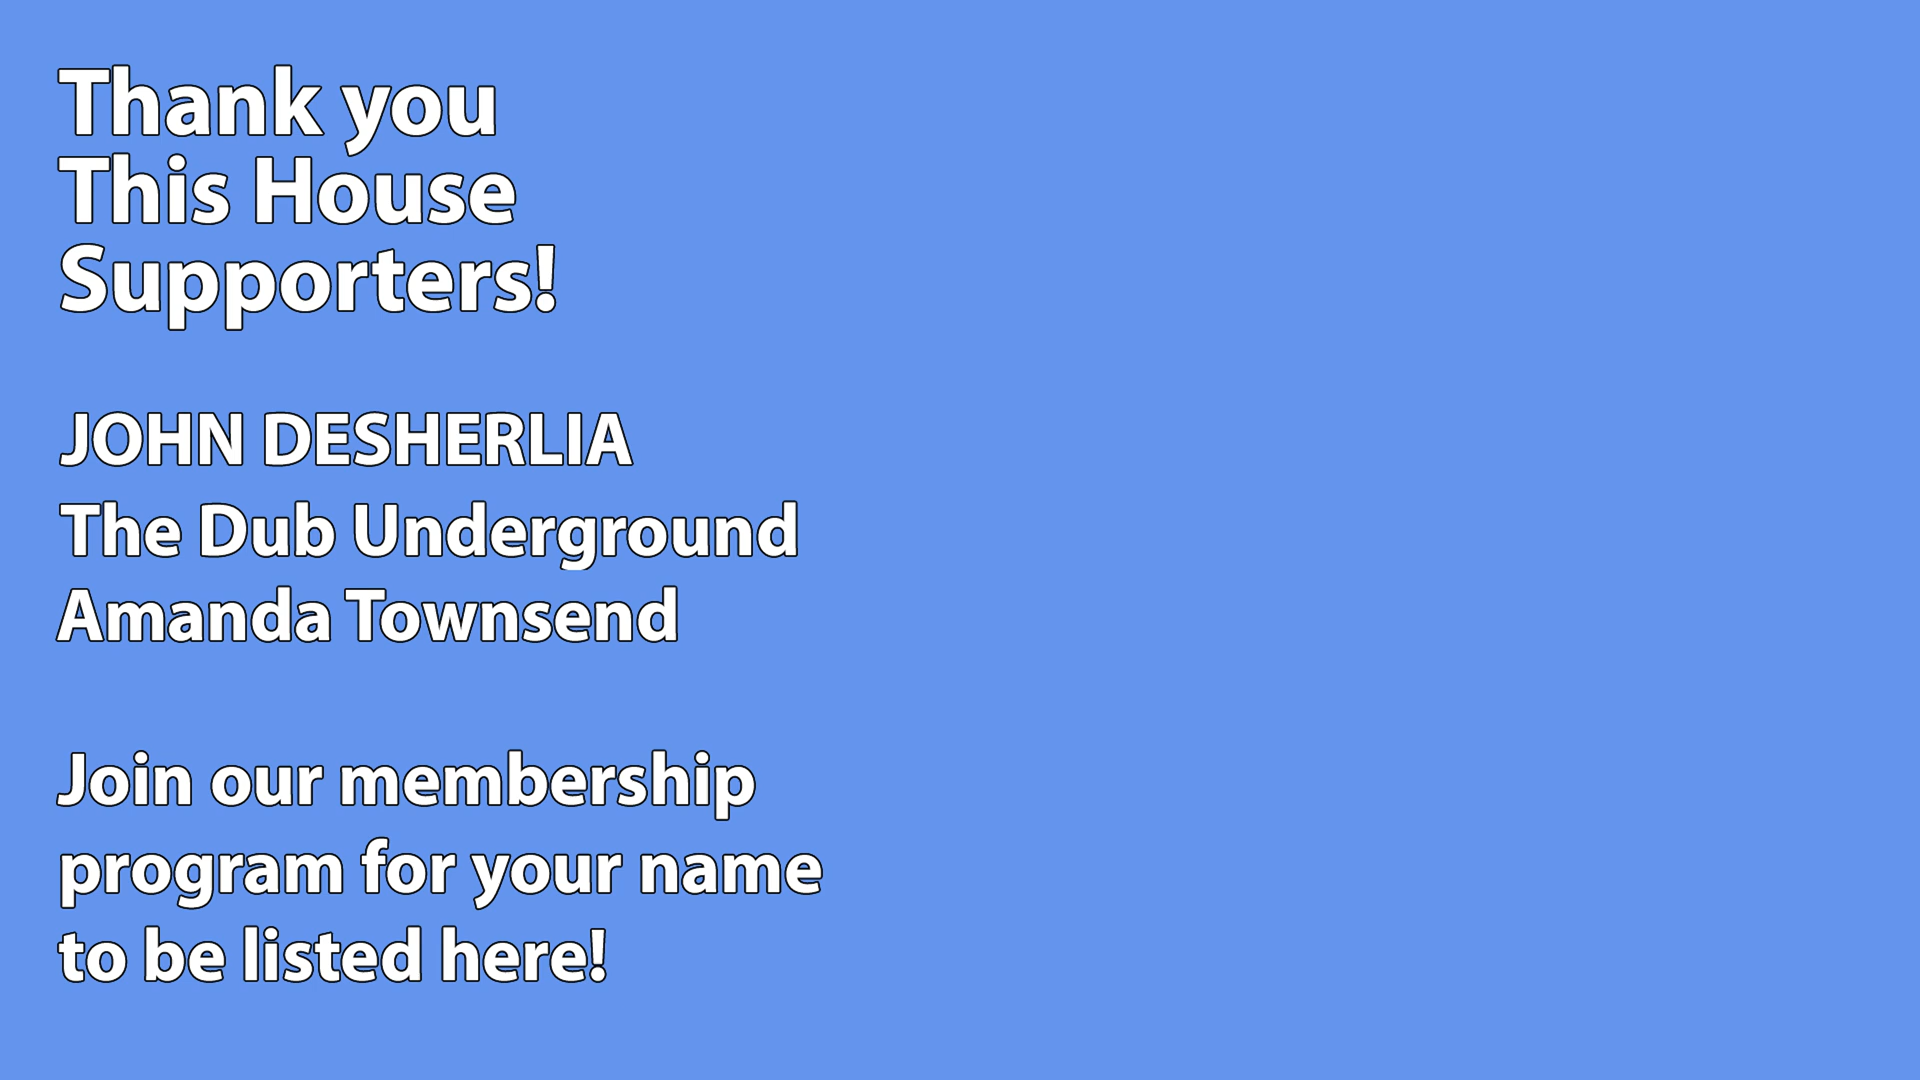 Thank you
This House
Supporters!
JOHN DESHERLIA
The Dub Underground
Amanda Townsend
Join our membership
program for your name
to be listed here!